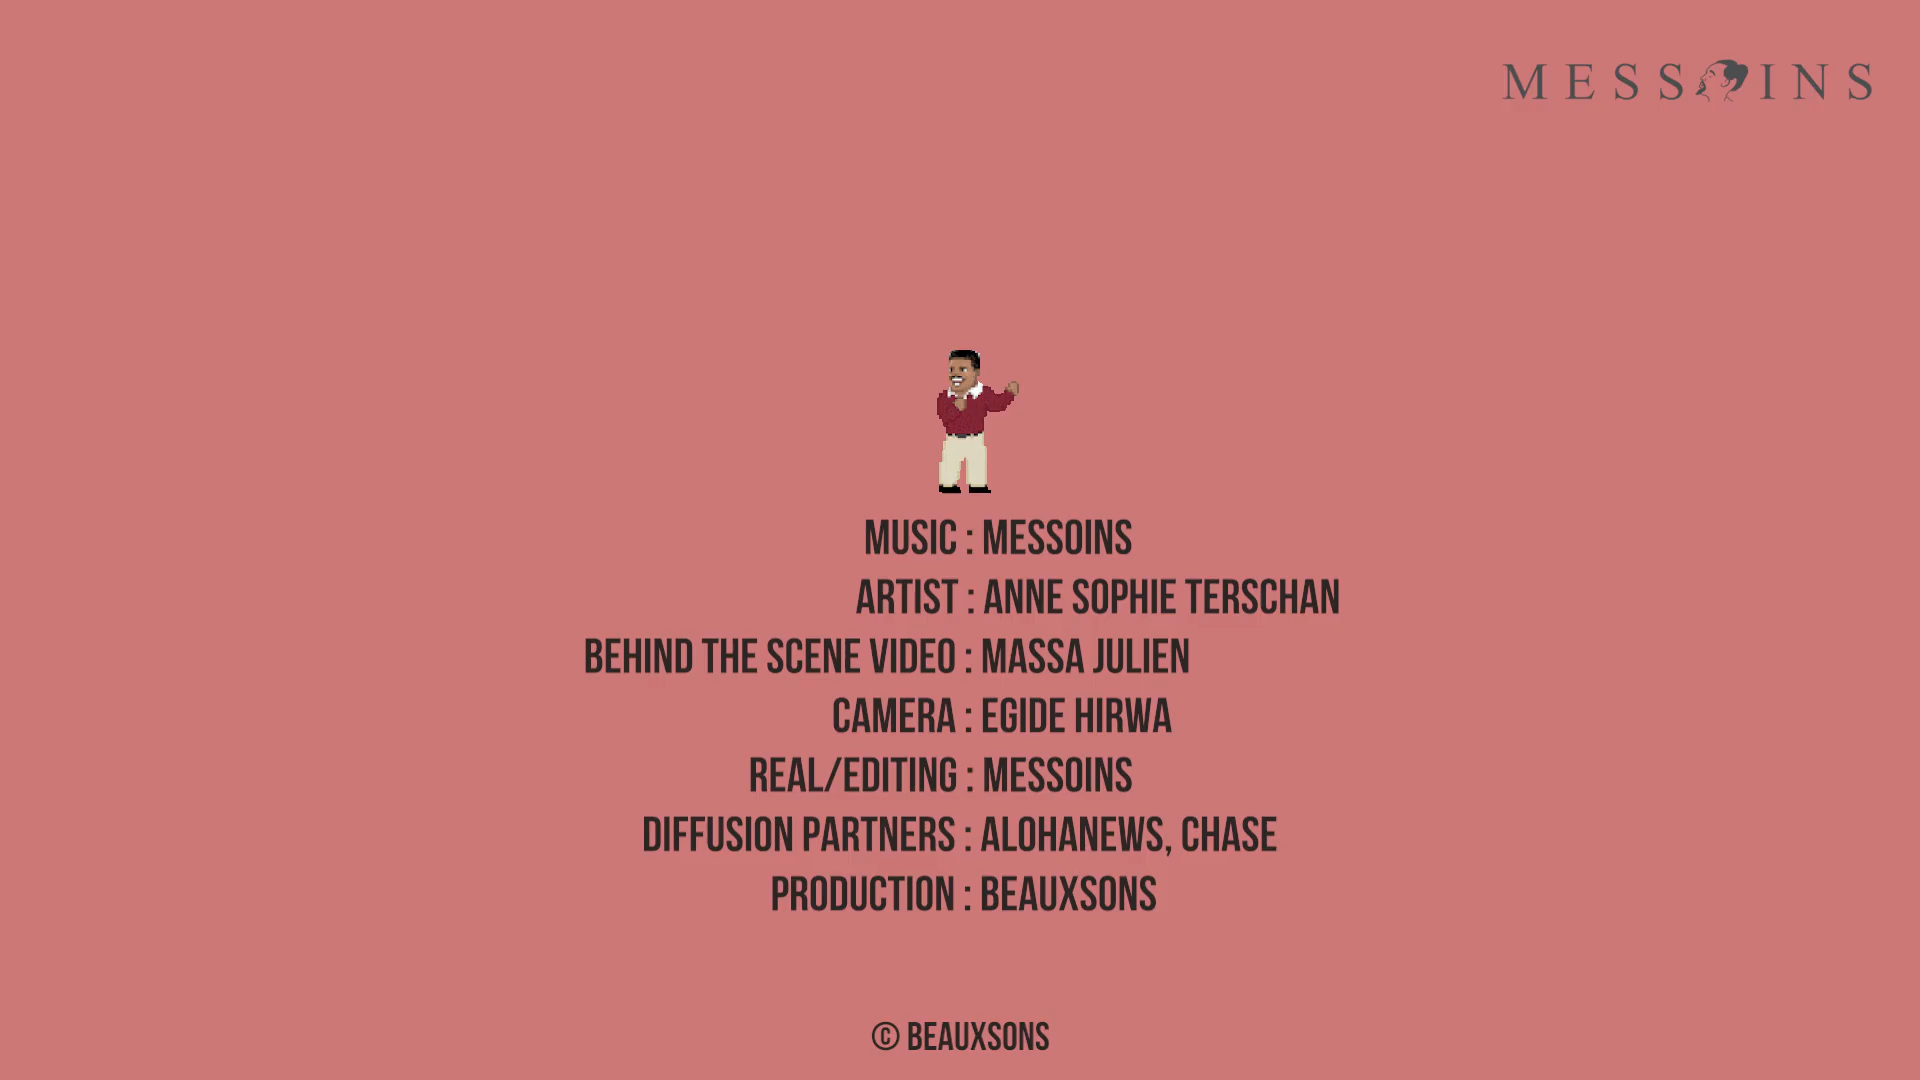 MESSOINS
MUSIC : MESSOINS
ARTIST : ANNE SOPHIE TERSCHAN
BEHIND THE SCENE VIDEO : MASSA JULIEN
CAMERA : EGIDE HIRWA
REAL/EDITING : MESSOINS
DIFFUSION PARTNERS : ALOHANEWS, CHASE
PRODUCTION : BEAUXSONS
© BEAUXSONS